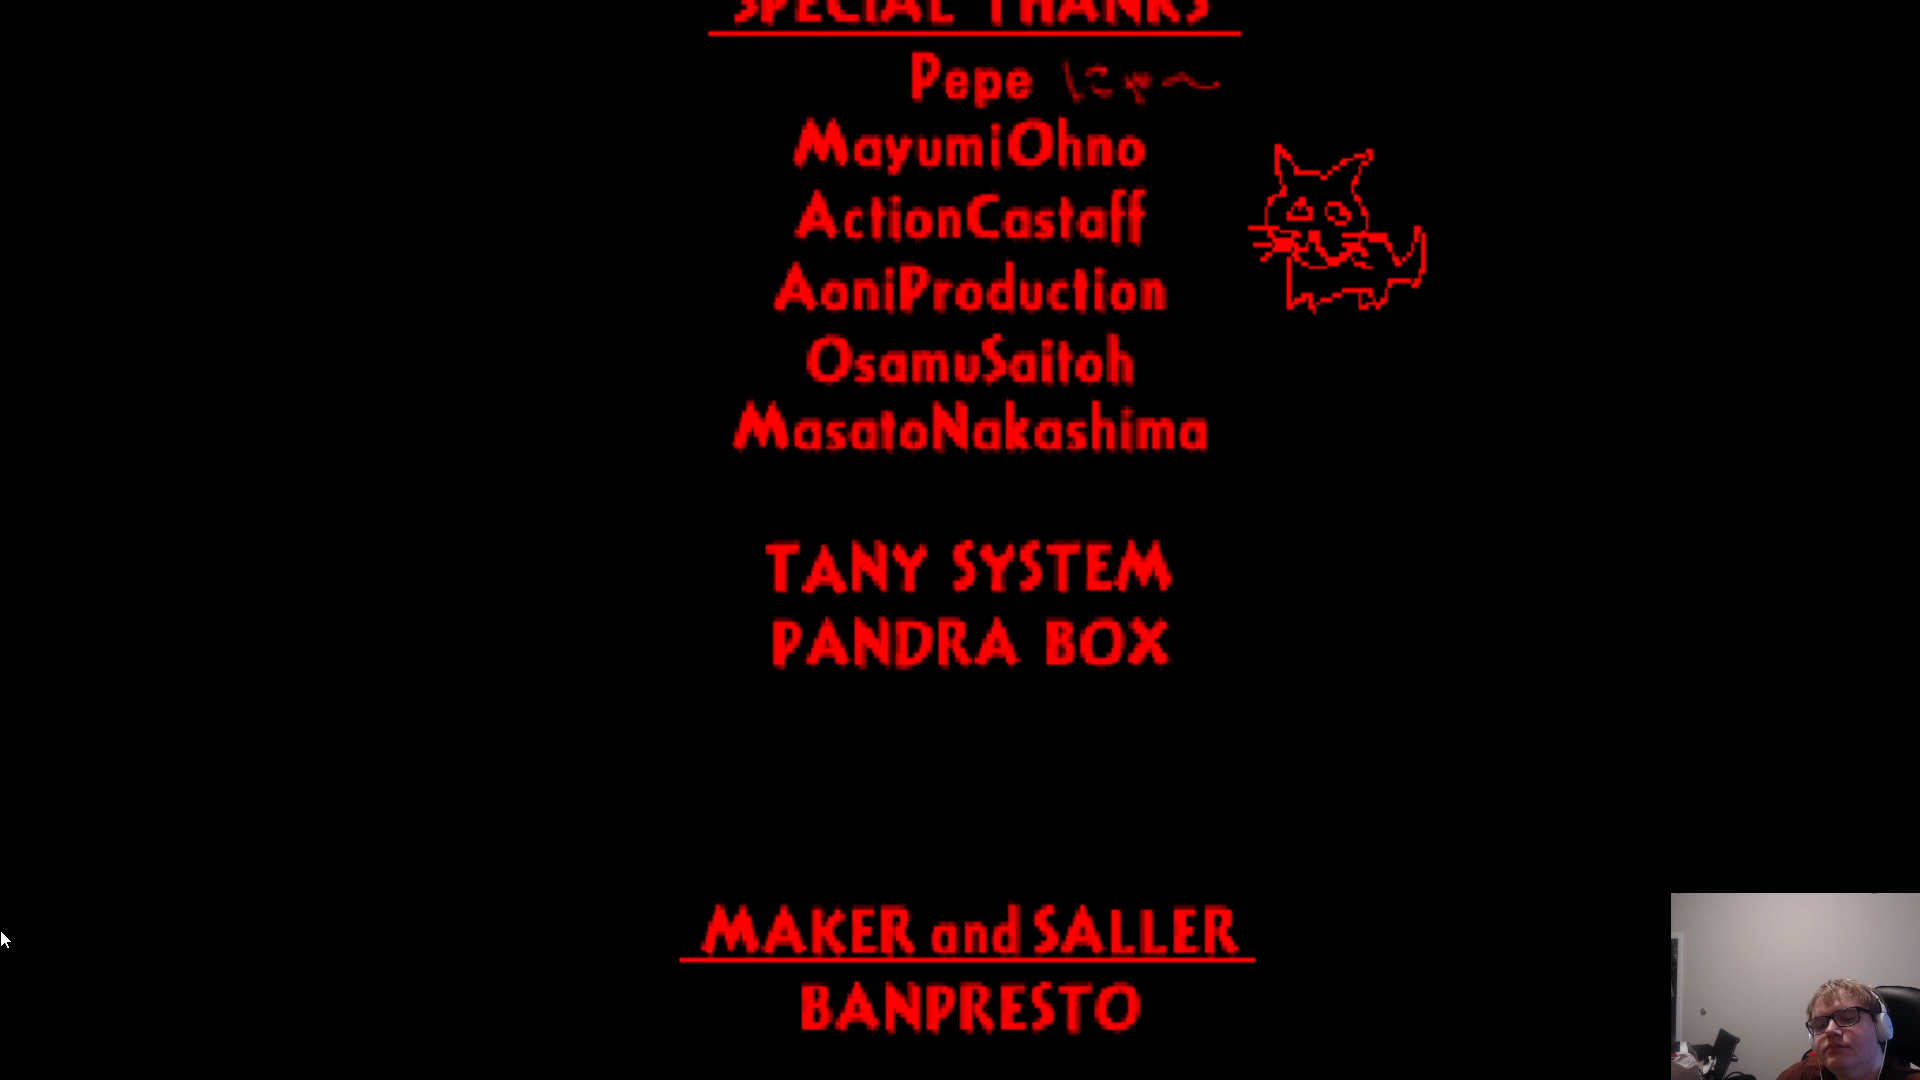 SPECIAL THANKS
Pepe にゃ〜
MayumiOhno
ActionCastaff
AoniProduction
OsamuSaitoh
MasatoNakashima
TANY SYSTEM
PANDRA BOX
MAKER and SALLER
BANPRESTO